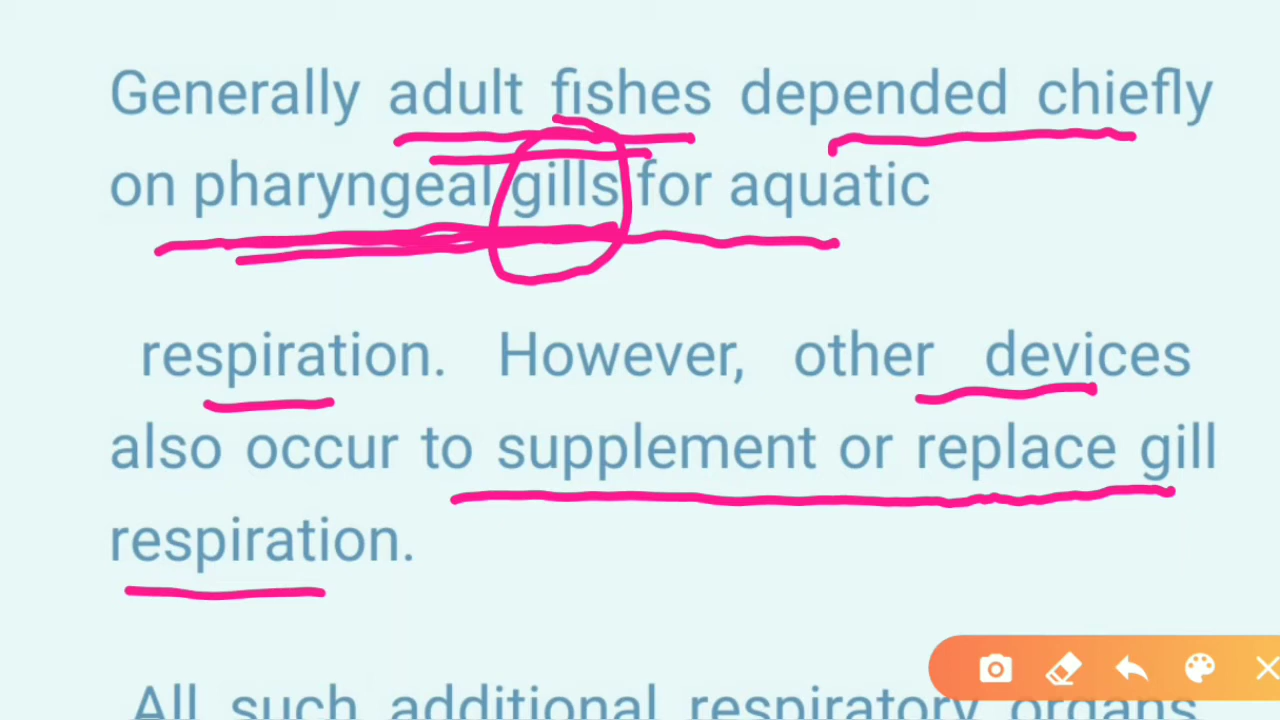 Generally adult fishes depended chiefly
on pharyngeal gills for aquatic
respiration. However, other devices
also occur to supplement or replace gill
respiration.
All such additional respiratory organs